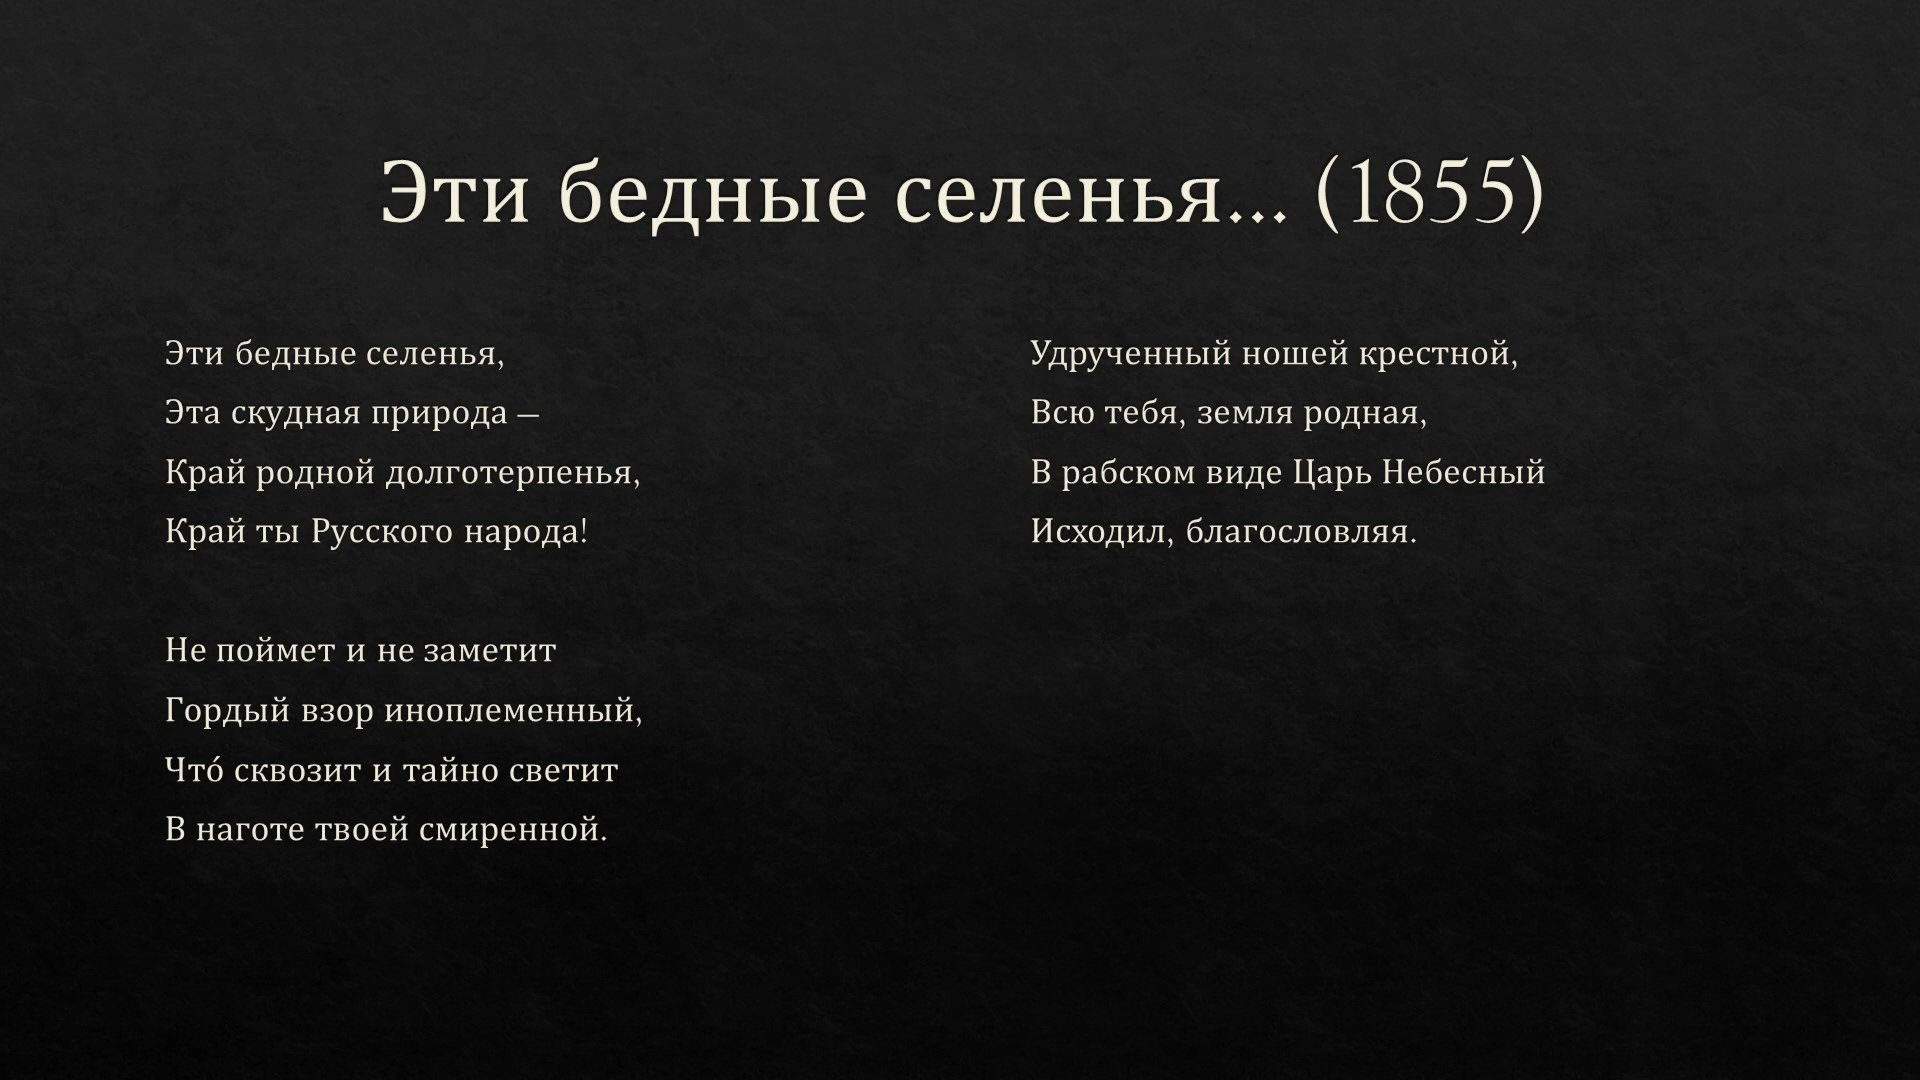 Эти бедные селенья... (1855)
Эти бедные селенья,
Эта скудная природа –
Край родной долготерпенья,
Край ты Русского народа!
Не поймет и не заметит
Гордый взор иноплеменный,
Что́ сквозит и тайно светит
В наготе твоей смиренной.
Удрученный ношей крестной,
Всю тебя, земля родная,
В рабском виде Царь Небесный
Исходил, благословляя.